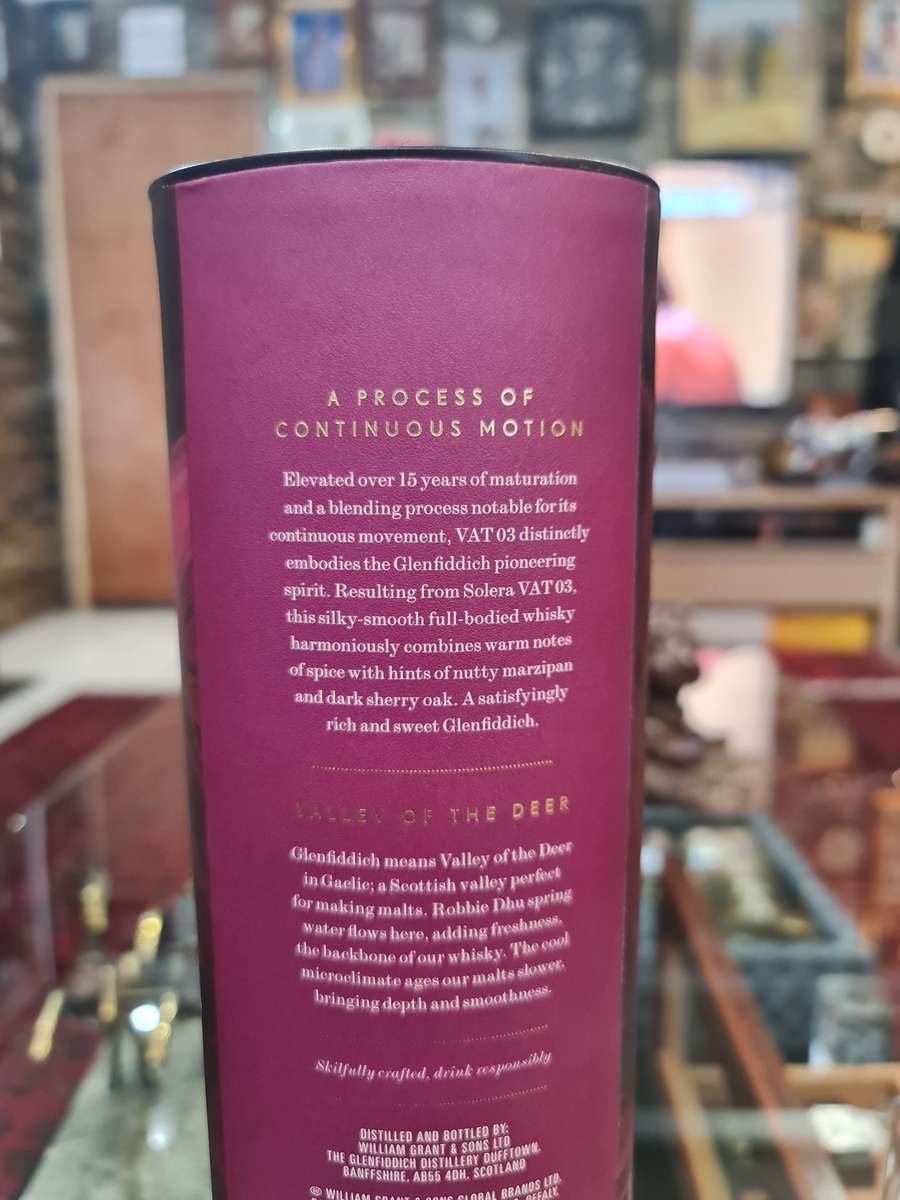 A PROCESS OF
CONTINUOUS MOTION
Elevated over 15 years of maturation
and a blending process notable for its
continuous movement, VAT 03 distinctly
embodies the Glenfiddich pioneering
spirit. Resulting from Solera VAT 03,
this silky-smooth full-bodied whisky
harmoniously combines warm notes
of spice with hints of nutty marzipan
and dark sherry oak. A satisfyingly
rich and sweet Glenfiddich.
VALLEY OF THE DEER
Glenfiddich means Valley of the Deer
in Gaelic; a Scottish valley perfect
for making malts. Robbie Dhu spring
water flows here, adding freshness,
the backbone of our whisky. The cool
microclimate ages our malts slower,
bringing depth and smoothness.
Skilfully crafted, drink responsibly
DISTILLED AND BOTTLED BY:
WILLIAM GRANT & SONS LTD
THE GLENFIDDICH DISTILLERY DUFFTOWN,
BANFFSHIRE, AB55 4DH, SCOTLAND
® WILLIAM GRANT & SONS GLOBAL BRANDS LTD.
OFFALY,